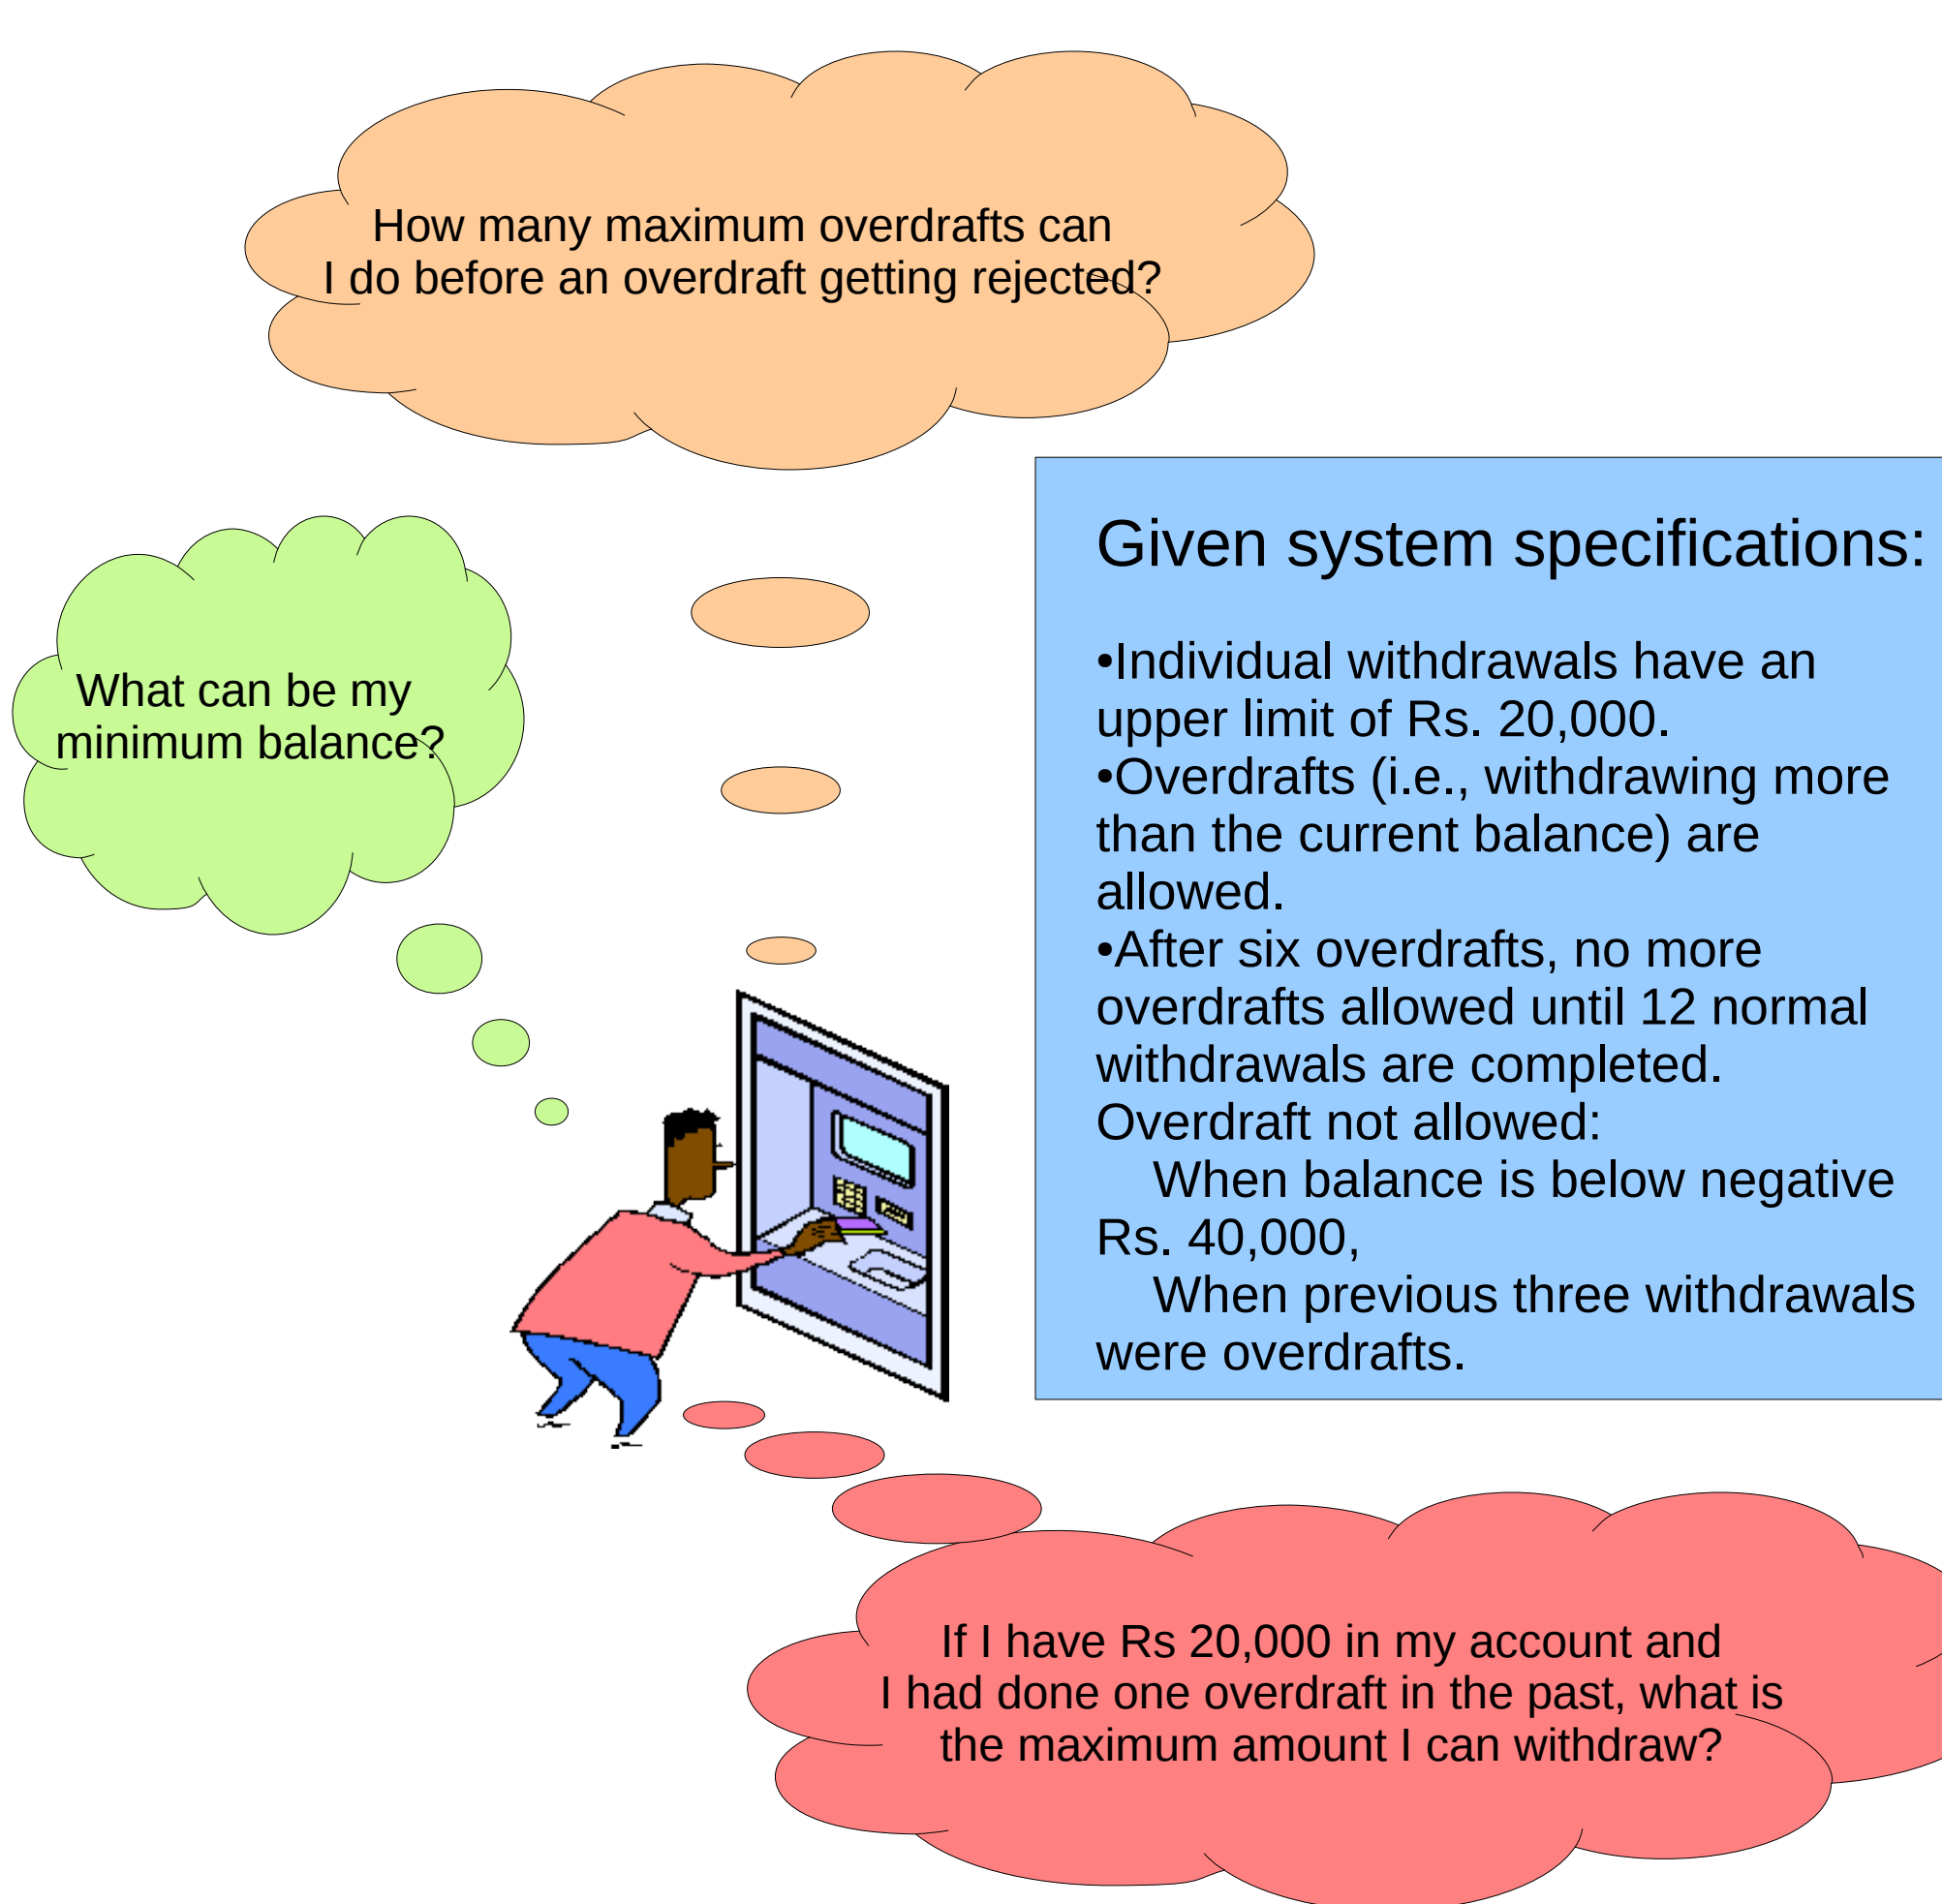 How many maximum overdrafts can
I do before an overdraft getting rejected?
What can be my
minimum balance?
Given system specifications:
•Individual withdrawals have an
upper limit of Rs. 20,000.
•Overdrafts (i.e., withdrawing more
than the current balance) are
allowed.
•After six overdrafts, no more
overdrafts allowed until 12 normal
withdrawals are completed.
Overdraft not allowed:
When balance is below negative
Rs. 40,000,
When previous three withdrawals
were overdrafts.
If I have Rs 20,000 in my account and
I had done one overdraft in the past, what is
the maximum amount I can withdraw?